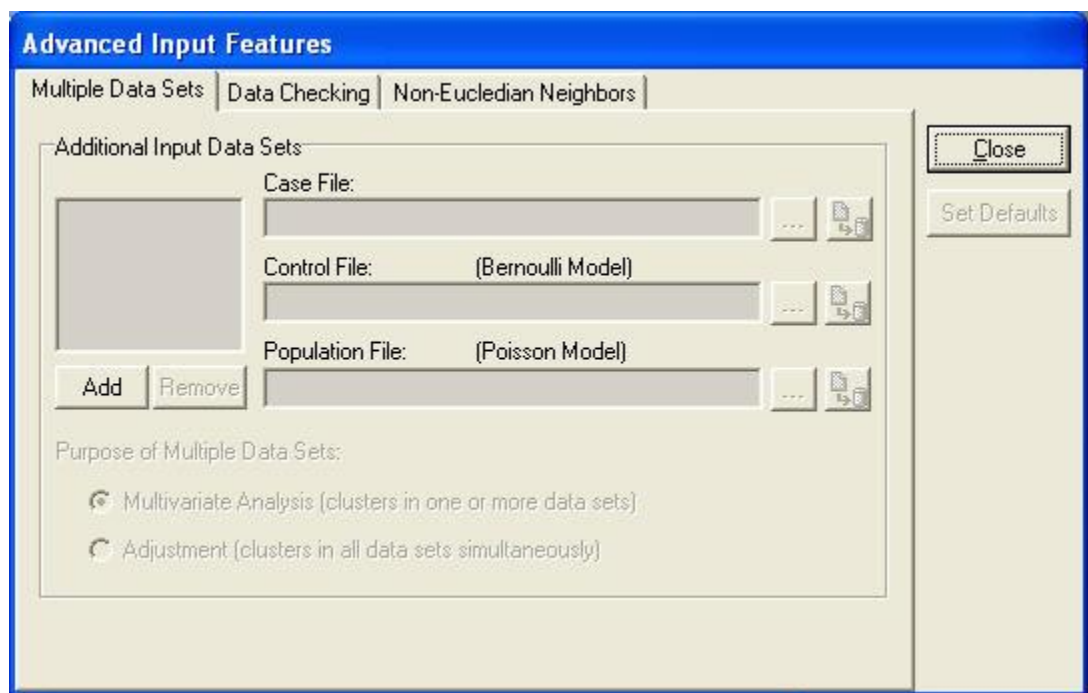 Advanced Input Features
Multiple Data Sets
Data Checking
Non-Eucledian Neighbors
Additional Input Data Sets
Close
Set Defaults
Case File:
...
Control File: (Bernoulli Model)
...
Population File: (Poisson Model)
...
Add
Remove
Purpose of Multiple Data Sets:
Multivariate Analysis (clusters in one or more data sets)
Adjustment (clusters in all data sets simultaneously)